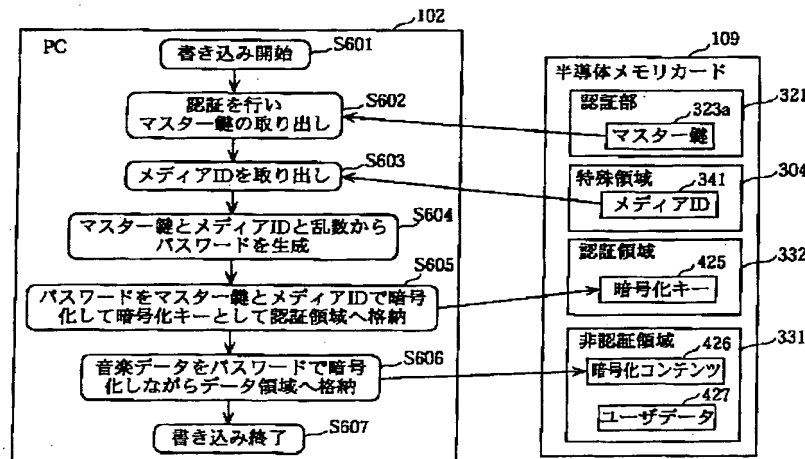 102
PC
書き込み開始
S601
認証を行い
マスター鍵の取り出し
S602
メディアIDを取り出し
S603
マスター鍵とメディアIDと乱数から
パスワードを生成
S604
パスワードをマスター鍵とメディアIDで暗号
化して暗号化キーとして認証領域へ格納
S605
音楽データをパスワードで暗号
化しながらデータ領域へ格納
S606
書き込み終了
S607
109
半導体メモリカード
認証部
321
323a
マスター鍵
特殊領域
304
341
メディアID
認証領域
332
425
暗号化キー
非認証領域
331
426
暗号化コンテンツ
427
ユーザデータ